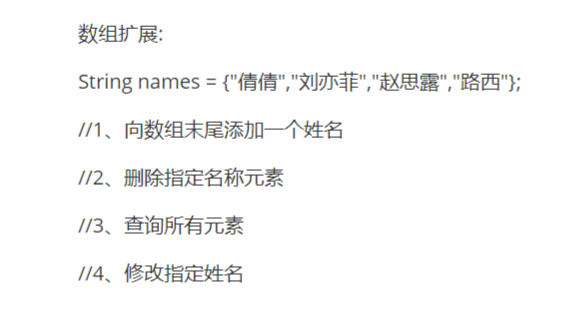 数组扩展:
String names = {"倩倩","刘亦菲","赵思露","路西"};
//1、向数组末尾添加一个姓名
//2、删除指定名称元素
//3、查询所有元素
//4、修改指定姓名